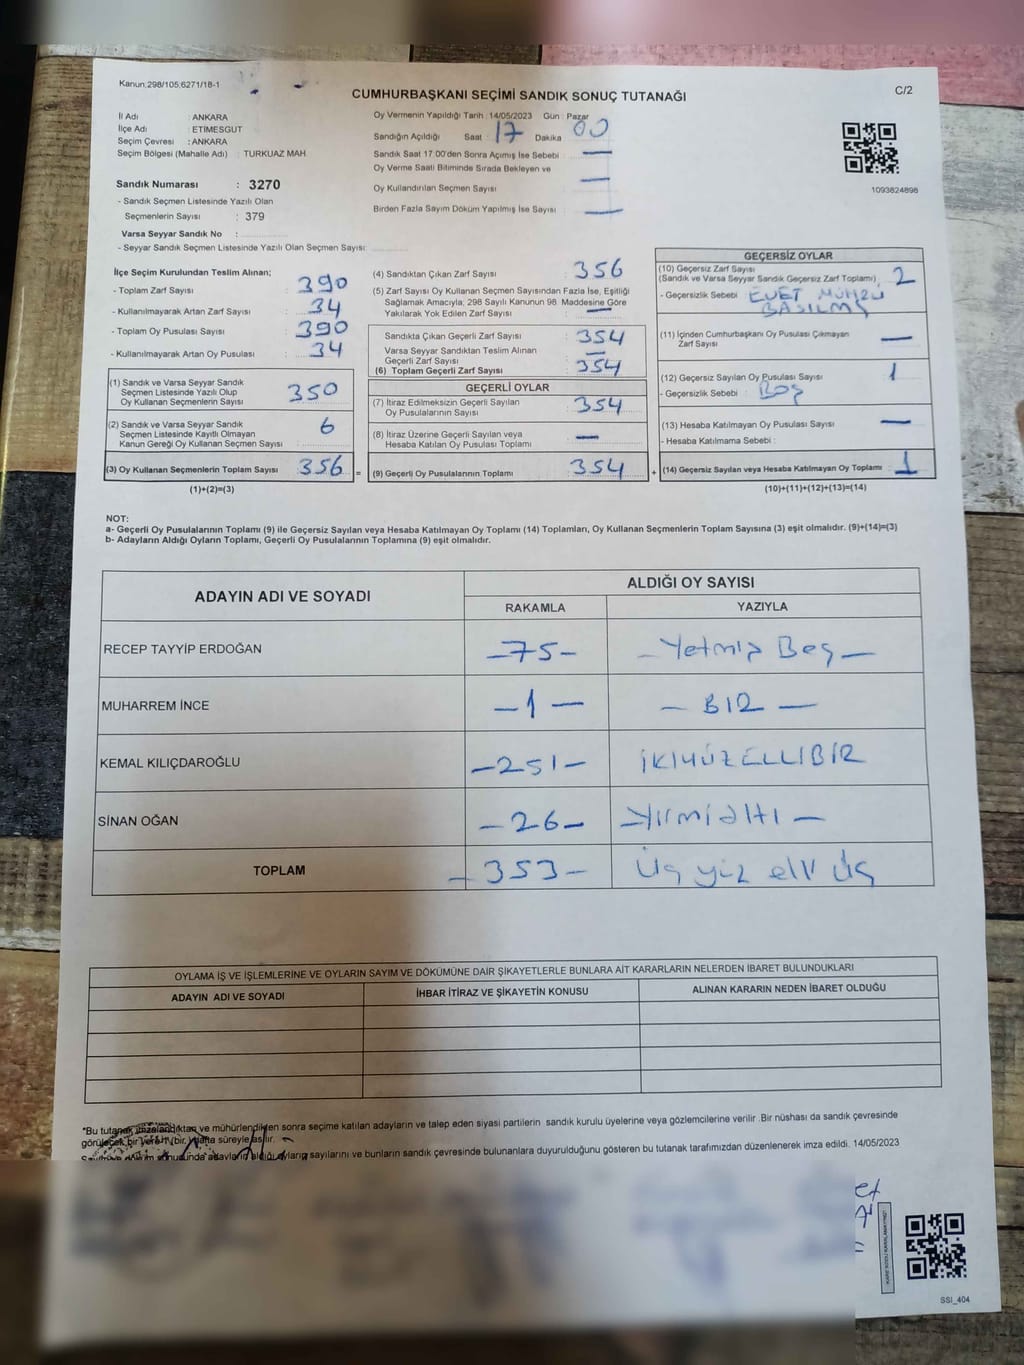 Kanun.298/105;6271/18-1
CUMHURBAŞKANI SEÇİMİ SANDIK SONUÇ TUTANAĞI
C/2
İl Adı : ANKARA
İlçe Adı : ETİMESGUT
Seçim Çevresi : ANKARA
Seçim Bölgesi (Mahalle Adı) : TURKUAZ MAH.
Sandık Numarası : 3270
- Sandık Seçmen Listesinde Yazılı Olan
Seçmenlerin Sayısı : 379
Varsa Seyyar Sandık No :
- Seyyar Sandık Seçmen Listesinde Yazılı Olan Seçmen Sayısı:
Oy Vermenin Yapıldığı Tarih : 14/05/2023 Gün : Pazar
Sandığın Açıldığı Saat : 17 Dakika : 00
Sandık Saat 17.00'den Sonra Açımış İse Sebebi : —
Oy Verme Saati Bitiminde Sırada Bekleyen ve
Oy Kullandırılan Seçmen Sayısı —
Birden Fazla Sayım Döküm Yapılmış İse Sayısı : —
1093824898
İlçe Seçim Kurulundan Teslim Alınan;
- Toplam Zarf Sayısı : 390
- Kullanılmayarak Artan Zarf Sayısı : 34
- Toplam Oy Pusulası Sayısı : 390
- Kullanılmayarak Artan Oy Pusulası : 34
(1) Sandık ve Varsa Seyyar Sandık
Seçmen Listesinde Yazılı Olup
Oy Kullanan Seçmenlerin Sayısı : 350
(2) Sandık ve Varsa Seyyar Sandık
Seçmen Listesinde Kayıtlı Olmayan
Kanun Gereği Oy Kullanan Seçmen Sayısı : 6
(3) Oy Kullanan Seçmenlerin Toplam Sayısı : 356 =
(1)+(2)=(3)
(4) Sandıktan Çıkan Zarf Sayısı : 356
(5) Zarf Sayısı Oy Kullanan Seçmen Sayısından Fazla İse, Eşitliği
Sağlamak Amacıyla, 298 Sayılı Kanunun 98. Maddesine Göre
Yakılarak Yok Edilen Zarf Sayısı : —
Sandıkta Çıkan Geçerli Zarf Sayısı : 354
Varsa Seyyar Sandıktan Teslim Alınan
Geçerli Zarf Sayısı : —
(6) Toplam Geçerli Zarf Sayısı : 354
GEÇERLİ OYLAR
(7) İtiraz Edilmeksizin Geçerli Sayılan
Oy Pusulalarının Sayısı : 354
(8) İtiraz Üzerine Geçerli Sayılan veya
Hesaba Katılan Oy Pusulası Toplamı : —
(9) Geçerli Oy Pusulalarının Toplamı : 354 +
GEÇERSİZ OYLAR
(10) Geçersiz Zarf Sayısı
(Sandık ve Varsa Seyyar Sandık Geçersiz Zarf Toplamı) : 2
- Geçersizlik Sebebi : EVET MÜHRÜ
BASILMIŞ
(11) İçinden Cumhurbaşkanı Oy Pusulası Çıkmayan
Zarf Sayısı : —
(12) Geçersiz Sayılan Oy Pusulası Sayısı : 1
- Geçersizlik Sebebi : Boş
(13) Hesaba Katılmayan Oy Pusulası Sayısı : —
- Hesaba Katılmama Sebebi :
(14) Geçersiz Sayılan veya Hesaba Katılmayan Oy Toplamı : 1
(10)+(11)+(12)+(13)=(14)
NOT:
a- Geçerli Oy Pusulalarının Toplamı (9) ile Geçersiz Sayılan veya Hesaba Katılmayan Oy Toplamı (14) Toplamları, Oy Kullanan Seçmenlerin Toplam Sayısına (3) eşit olmalıdır. (9)+(14)=(3)
b- Adayların Aldığı Oyların Toplamı, Geçerli Oy Pusulalarının Toplamına (9) eşit olmalıdır.
ADAYIN ADI VE SOYADI
ALDIĞI OY SAYISI
RAKAMLA YAZIYLA
RECEP TAYYİP ERDOĞAN –75– – Yetmiş Beş –
MUHARREM İNCE – 1 – – BİR –
KEMAL KILIÇDAROĞLU –251– İKİYÜZELLİBİR
SİNAN OĞAN – 26– – Yirmialtı –
TOPLAM – 353 – Üç yüz elli üç
OYLAMA İŞ VE İŞLEMLERİNE VE OYLARIN SAYIM VE DÖKÜMÜNE DAİR ŞİKAYETLERLE BUNLARA AİT KARARLARIN NELERDEN İBARET BULUNDUKLARI
ADAYIN ADI VE SOYADI İHBAR İTİRAZ VE ŞİKAYETİN KONUSU ALINAN KARARIN NEDEN İBARET OLDUĞU
*Bu tutanak imzalandıktan ve mühürlendikten sonra seçime katılan adayların ve talep eden siyasi partilerin sandık kurulu üyelerine veya gözlemcilerine verilir .Bir nüshası da sandık çevresinde
görülecek bir yere (bir) hafta süreyle asılır.
sonucunda adayların aldığı oyların sayılarını ve bunların sandık çevresinde bulunanlara duyurulduğunu gösteren bu tutanak tarafımızdan düzenlenerek imza edildi. 14/05/2023
SSI_404